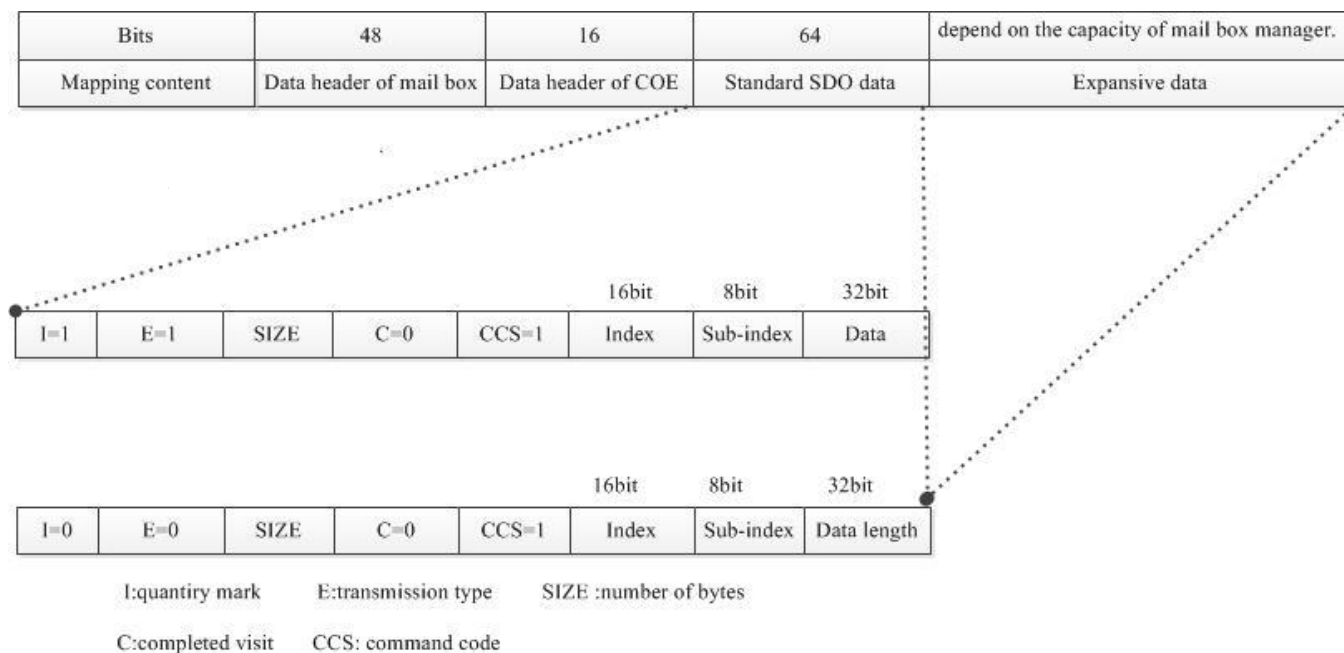 Bits 48 16 64 depend on the capacity of mail box manager.
Mapping content Data header of mail box Data header of COE Standard SDO data Expansive data
16bit 8bit 32bit
I=1 E=1 SIZE C=0 CCS=1 Index Sub-index Data
16bit 8bit 32bit
I=0 E=0 SIZE C=0 CCS=1 Index Sub-index Data length
I:quantiry mark E:transmission type SIZE :number of bytes
C:completed visit CCS: command code